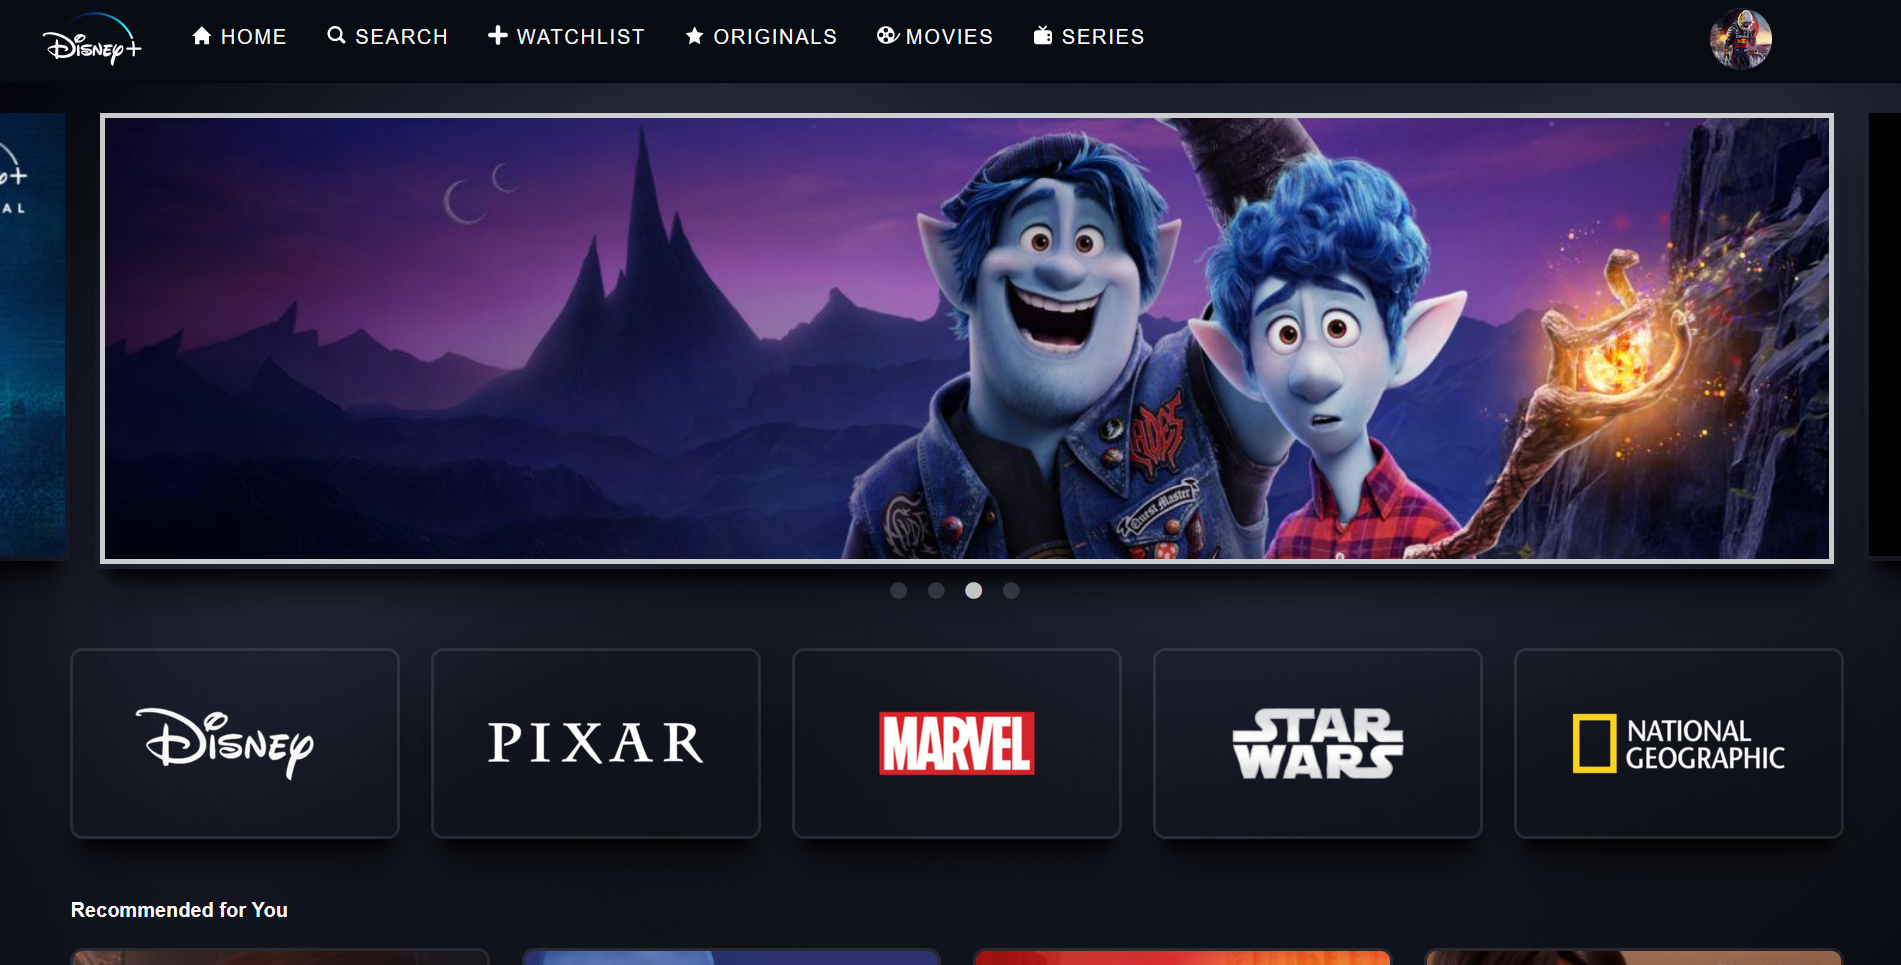 Disney+
HOME
SEARCH
WATCHLIST
ORIGINALS
MOVIES
SERIES
Quest Master
Disney
PIXAR
MARVEL
STAR
WARS
NATIONAL
GEOGRAPHIC
Recommended for You